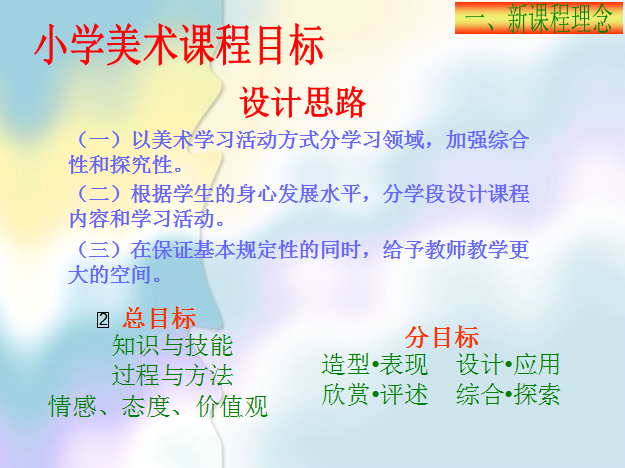 一、新课程理念
小学美术课程目标
设计思路
（一）以美术学习活动方式分学习领域，加强综合
性和探究性。
（二）根据学生的身心发展水平，分学段设计课程
内容和学习活动。
（三）在保证基本规定性的同时，给予教师教学更
大的空间。
2 总目标
知识与技能
过程与方法
情感、态度、价值观
分目标
造型•表现 设计•应用
欣赏•评述 综合•探索